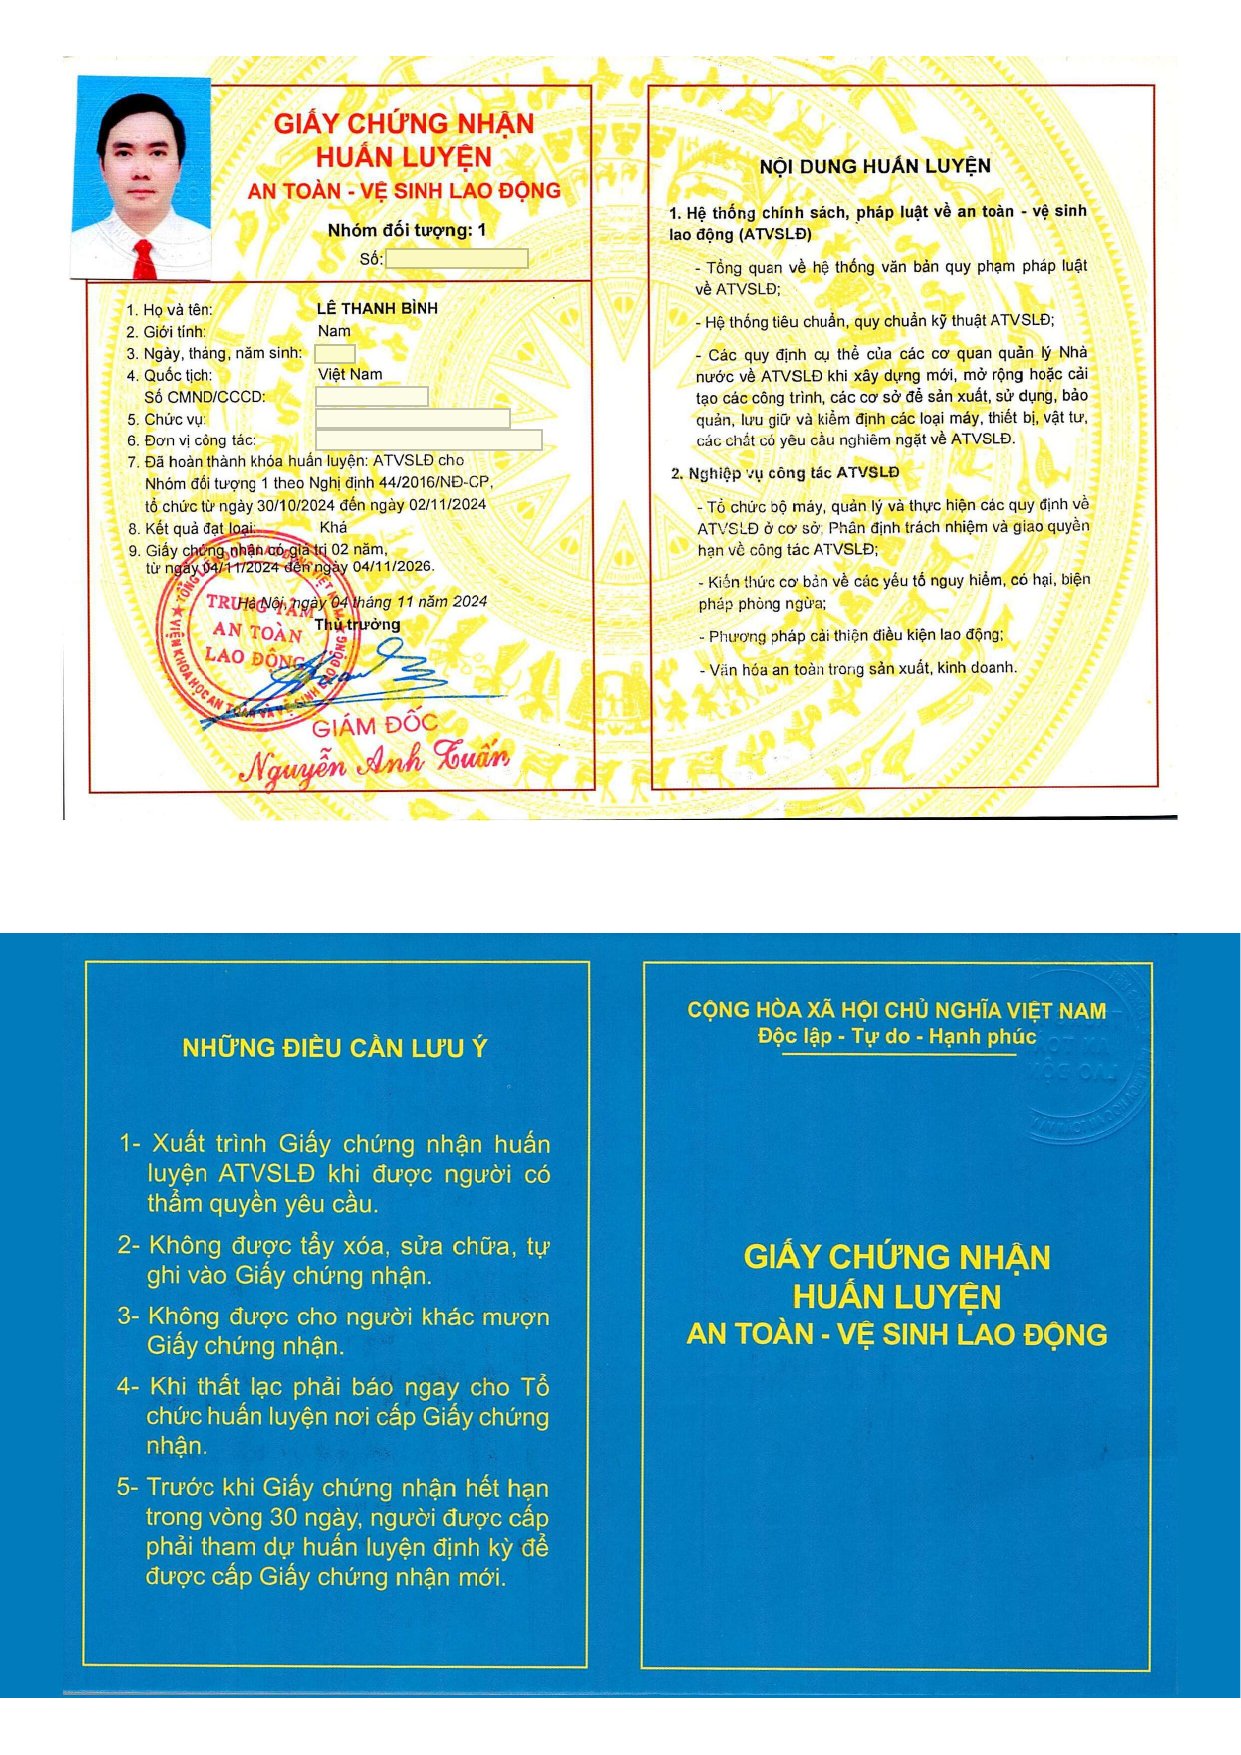 GIẤY CHỨNG NHẬN
HUẤN LUYỆN
AN TOÀN - VỆ SINH LAO ĐỘNG
Nhóm đối tượng: 1
Số:
1. Họ và tên: LÊ THANH BÌNH
2. Giới tính: Nam
3. Ngày, tháng, năm sinh:
4. Quốc tịch: Việt Nam
Số CMND/CCCD:
5. Chức vụ:
6. Đơn vị công tác:
7. Đã hoàn thành khóa huấn luyện: ATVSLĐ cho
Nhóm đối tượng 1 theo Nghị định 44/2016/NĐ-CP,
tổ chức từ ngày 30/10/2024 đến ngày 02/11/2024
8. Kết quả đạt loại: Khá
9. Giấy chứng nhận có giá trị 02 năm,
từ ngày 04/11/2024 đến ngày 04/11/2026.
Hà Nội, ngày 04 tháng 11 năm 2024
Thủ trưởng
TRUNG TÂM
AN TOÀN
LAO ĐỘNG
VIỆN KHOA HỌC AN TOÀN VÀ VỆ SINH LAO ĐỘNG
GIÁM ĐỐC
Nguyễn Anh Tuấn
NỘI DUNG HUẤN LUYỆN
1. Hệ thống chính sách, pháp luật về an toàn - vệ sinh
lao động (ATVSLĐ)
- Tổng quan về hệ thống văn bản quy phạm pháp luật
về ATVSLĐ;
- Hệ thống tiêu chuẩn, quy chuẩn kỹ thuật ATVSLĐ;
- Các quy định cụ thể của các cơ quan quản lý Nhà
nước về ATVSLĐ khi xây dựng mới, mở rộng hoặc cải
tạo các công trình, các cơ sở để sản xuất, sử dụng, bảo
quản, lưu giữ và kiểm định các loại máy, thiết bị, vật tư,
các chất có yêu cầu nghiêm ngặt về ATVSLĐ.
2. Nghiệp vụ công tác ATVSLĐ
- Tổ chức bộ máy, quản lý và thực hiện các quy định về
ATVSLĐ ở cơ sở; Phân định trách nhiệm và giao quyền
hạn về công tác ATVSLĐ;
- Kiến thức cơ bản về các yếu tố nguy hiểm, có hại, biện
pháp phòng ngừa;
- Phương pháp cải thiện điều kiện lao động;
- Văn hóa an toàn trong sản xuất, kinh doanh.
NHỮNG ĐIỀU CẦN LƯU Ý
1- Xuất trình Giấy chứng nhận huấn
luyện ATVSLĐ khi được người có
thẩm quyền yêu cầu.
2- Không được tẩy xóa, sửa chữa, tự
ghi vào Giấy chứng nhận.
3- Không được cho người khác mượn
Giấy chứng nhận.
4- Khi thất lạc phải báo ngay cho Tổ
chức huấn luyện nơi cấp Giấy chứng
nhận.
5- Trước khi Giấy chứng nhận hết hạn
trong vòng 30 ngày, người được cấp
phải tham dự huấn luyện định kỳ để
được cấp Giấy chứng nhận mới.
CỘNG HÒA XÃ HỘI CHỦ NGHĨA VIỆT NAM
Độc lập - Tự do - Hạnh phúc
GIẤY CHỨNG NHẬN
HUẤN LUYỆN
AN TOÀN - VỆ SINH LAO ĐỘNG